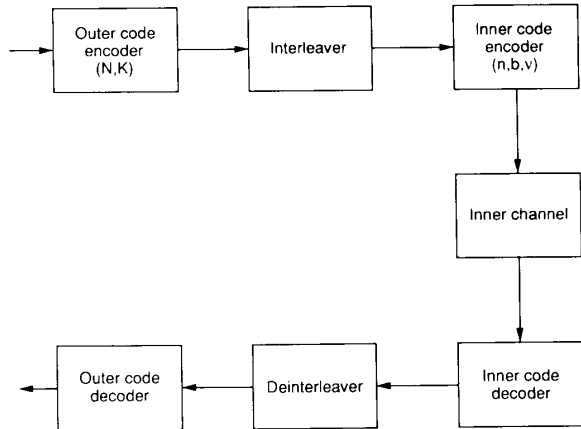 Outer code
encoder
(N,K)
Interleaver
Inner code
encoder
(n,b,ν)
Inner channel
Outer code
decoder
Deinterleaver
Inner code
decoder